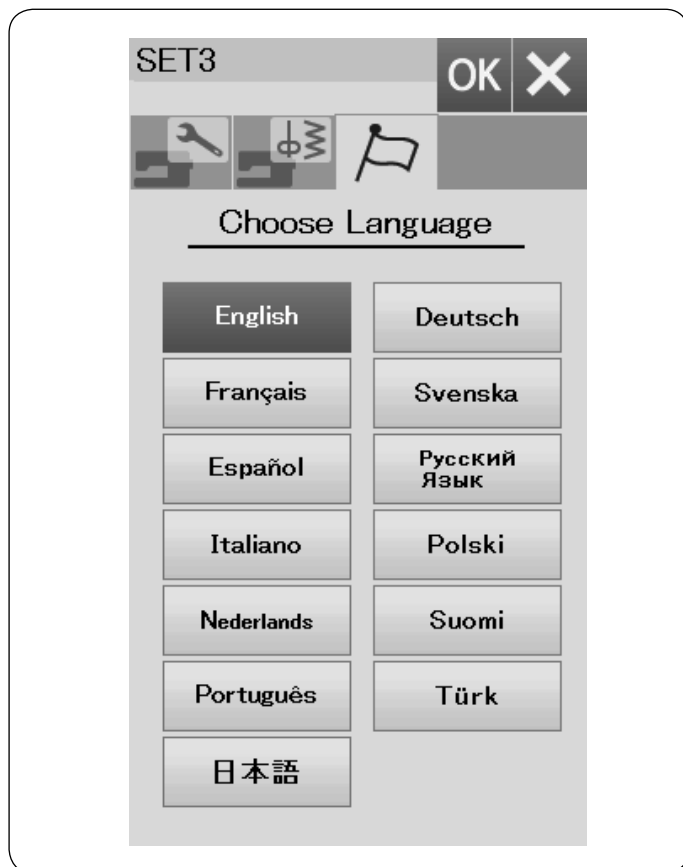 SET3
OK
Choose Language
English
Deutsch
Français
Svenska
Español
Русский
Язык
Italiano
Polski
Nederlands
Suomi
Português
Türk
日本語